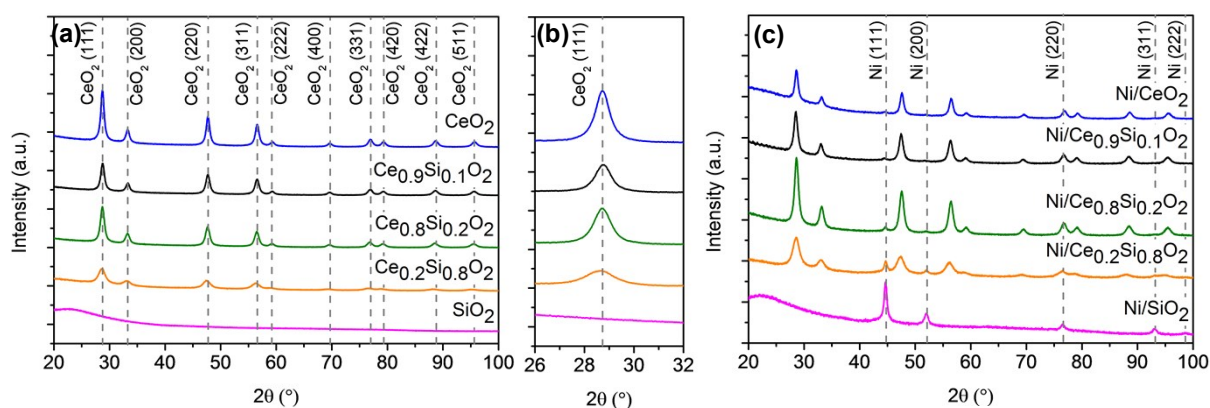 (a)
CeO2 (111)
CeO2 (200)
CeO2 (220)
CeO2 (311)
CeO2 (222)
CeO2 (400)
CeO2 (331)
CeO2 (420)
CeO2 (422)
CeO2 (511)
CeO2
Ce0.9Si0.1O2
Ce0.8Si0.2O2
Ce0.2Si0.8O2
SiO2
Intensity (a.u.)
20 30 40 50 60 70 80 90 100
2θ (°)
(b)
CeO2 (111)
26 28 30 32
2θ (°)
(c)
Ni (111)
Ni (200)
Ni (220)
Ni (311)
Ni (222)
Ni/CeO2
Ni/Ce0.9Si0.1O2
Ni/Ce0.8Si0.2O2
Ni/Ce0.2Si0.8O2
Ni/SiO2
Intensity (a.u.)
20 30 40 50 60 70 80 90 100
2θ (°)